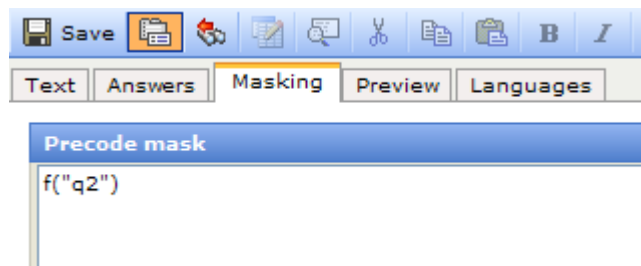 Save B I
Text Answers Masking Preview Languages
Precode mask
f("q2")